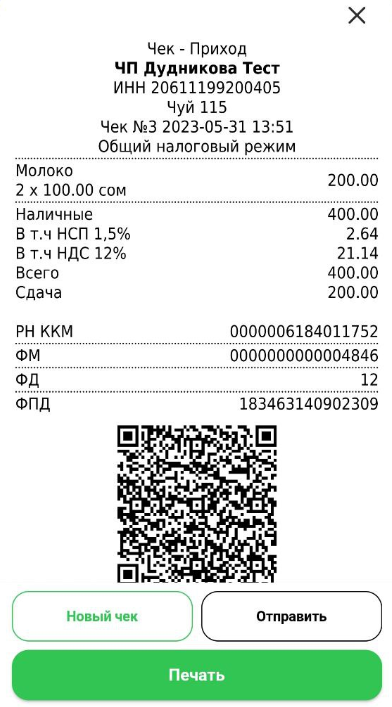 Чек - Приход
ЧП Дудникова Тест
ИНН 20611199200405
Чуй 115
Чек №3 2023-05-31 13:51
Общий налоговый режим
Молоко
2 x 100.00 сом 200.00
Наличные 400.00
В т.ч НСП 1,5% 2.64
В т.ч НДС 12% 21.14
Всего 400.00
Сдача 200.00
РН ККМ 0000006184011752
ФМ 0000000000004846
ФД 12
ФПД 183463140902309
Новый чек Отправить
Печать